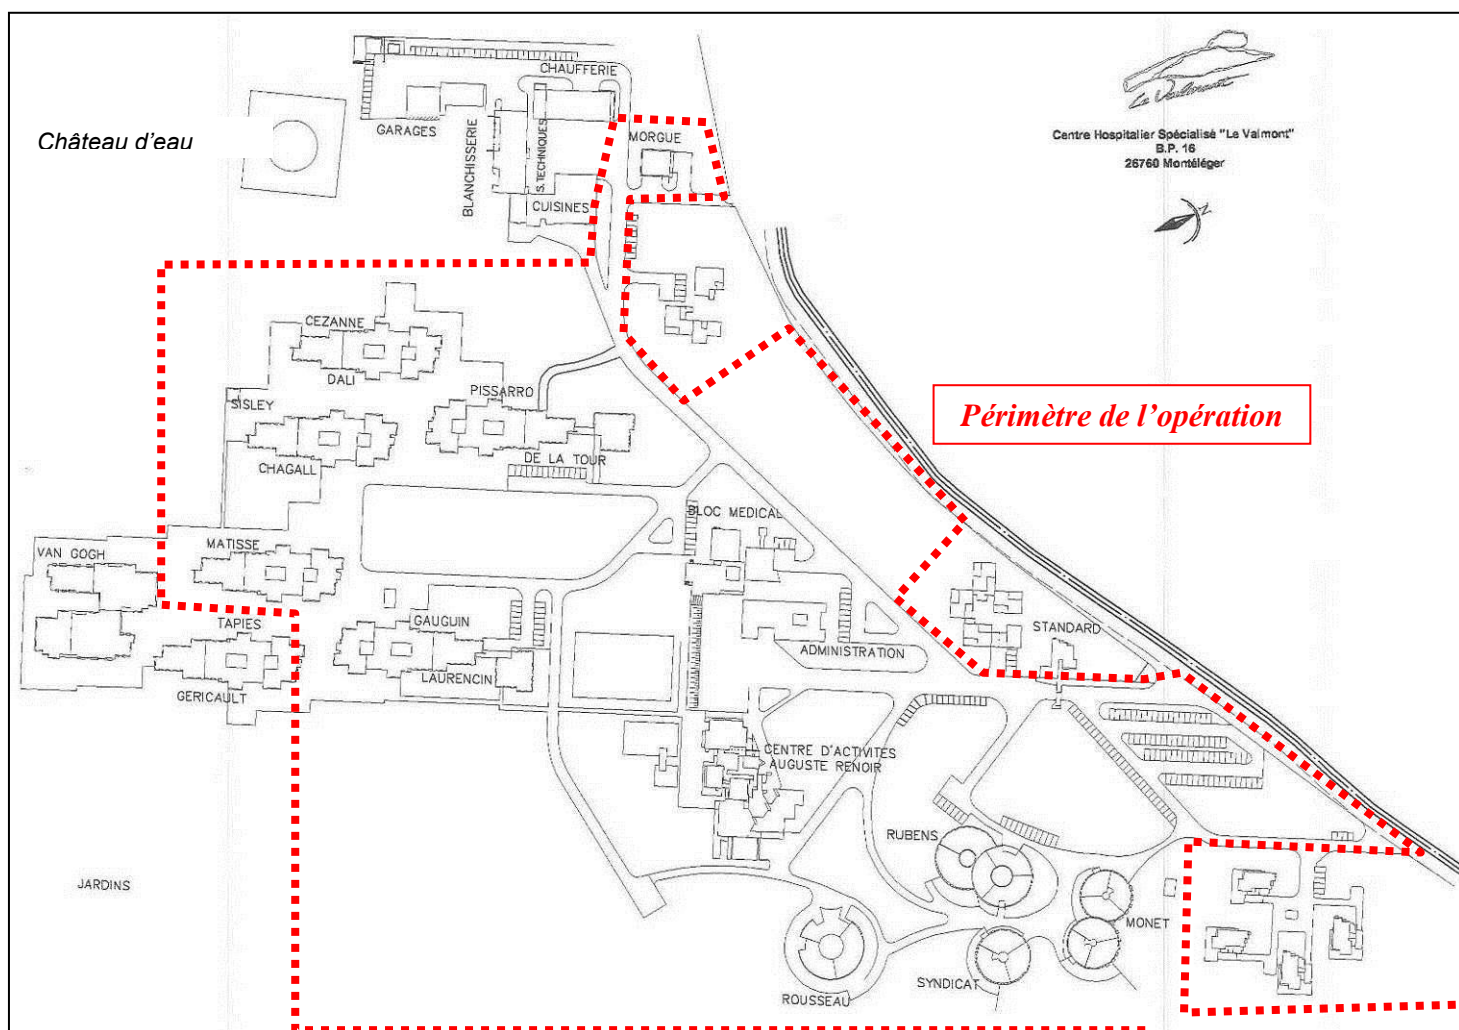 CHAUFFERIE
Château d'eau
GARAGES
MORGUE
BLANCHISSERIE
S.TECHNIQUES
CUISINES
La Valmont
Centre Hospitalier Spécialisé "Le Valmont"
B.P. 16
26760 Montéléger
N
CEZANNE
DALI
PISSARRO
SISLEY
Périmètre de l'opération
CHAGALL
DE LA TOUR
BLOC MEDICAL
MATISSE
VAN GOGH
TAPIES
GAUGUIN
STANDARD
ADMINISTRATION
LAURENCIN
GERICAULT
CENTRE D'ACTIVITES
AUGUSTE RENOIR
RUBENS
JARDINS
MONET
SYNDICAT
ROUSSEAU